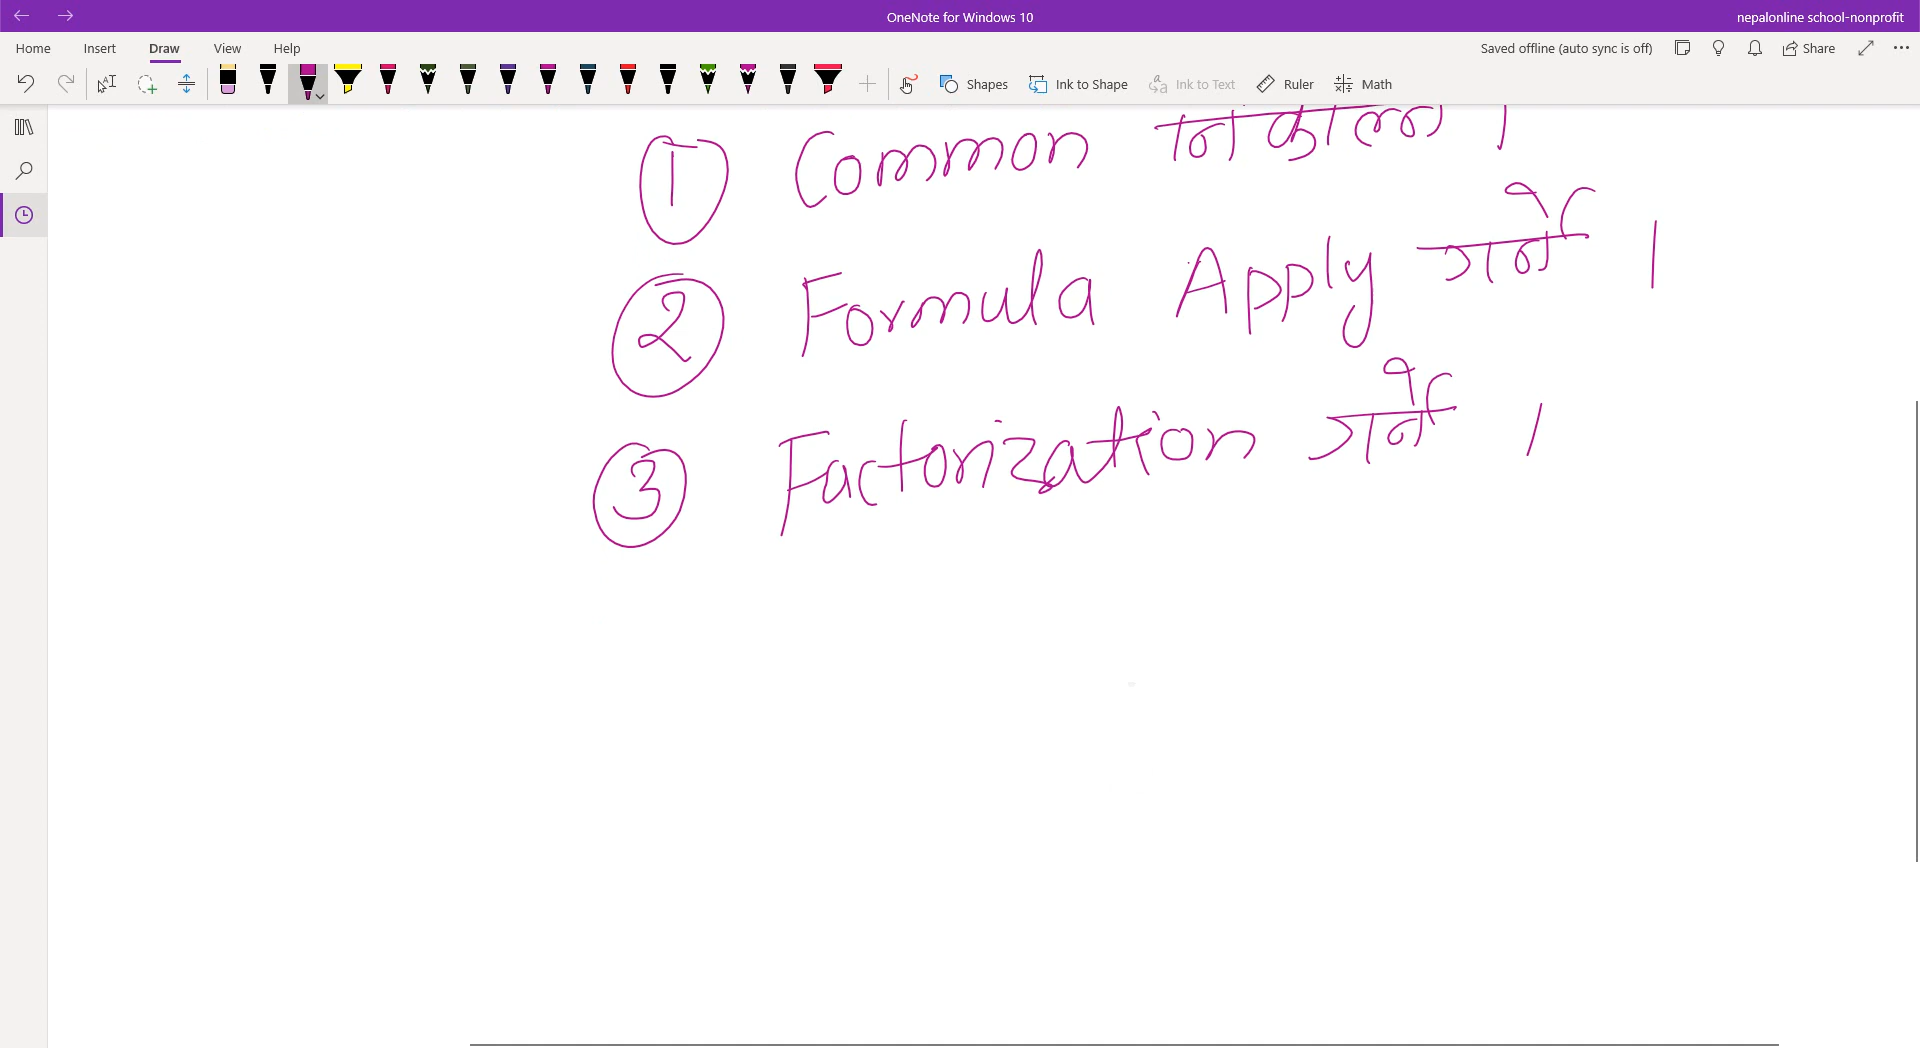 OneNote for Windows 10
nepalonline school-nonprofit
Home Insert Draw View Help
Saved offline (auto sync is off) Share
Shapes Ink to Shape Ink to Text Ruler Math
1 Common
2 Formula Apply गर्ने ।
3 Factorization गर्ने ।